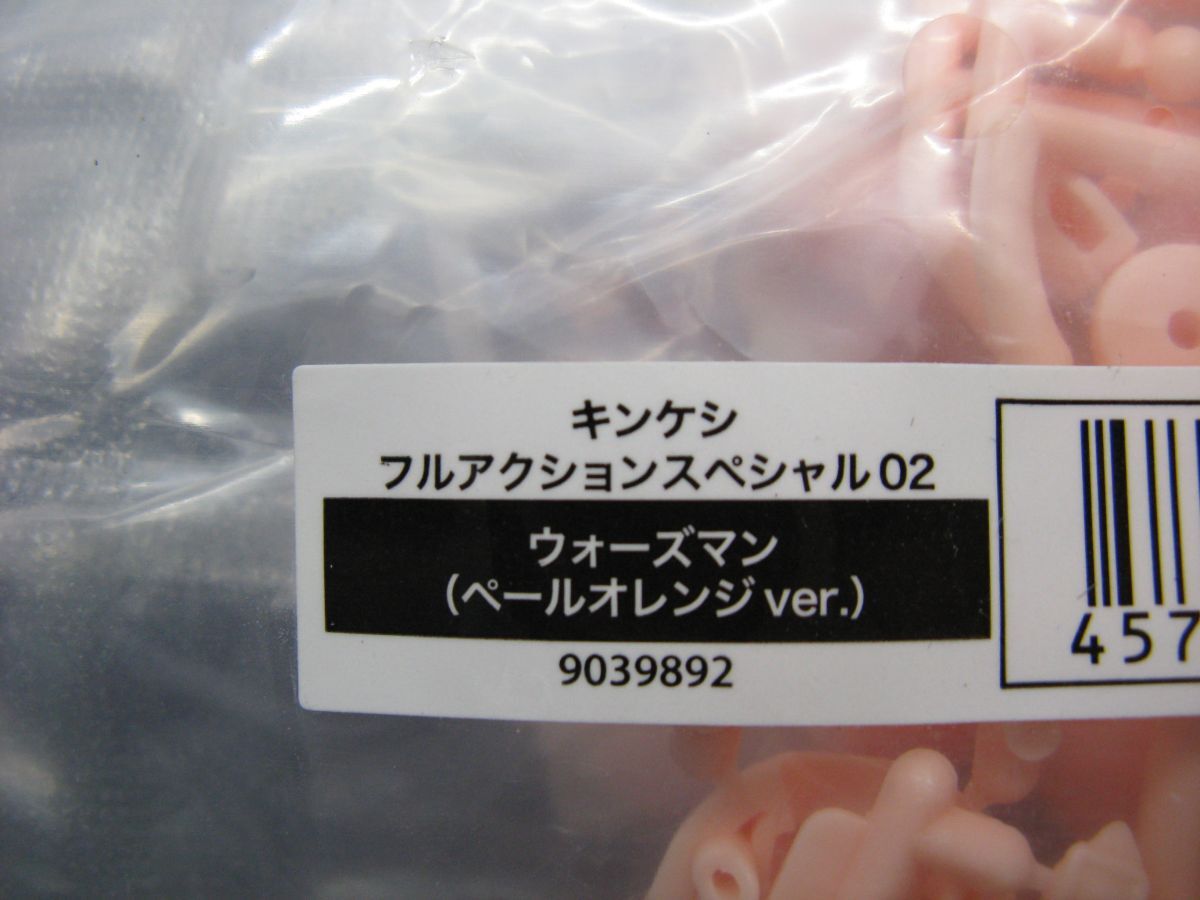 キンケシ
フルアクションスペシャル02
ウォーズマン
（ペールオレンジver.）
9039892
457